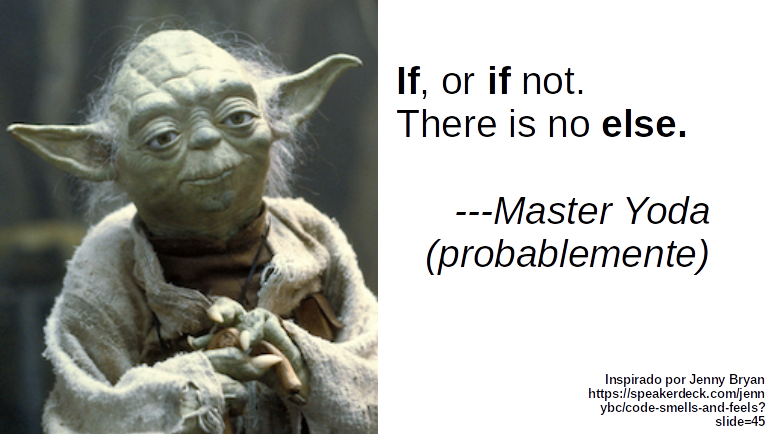 If, or if not.
There is no else.
---Master Yoda
(probablemente)
Inspirado por Jenny Bryan
https://speakerdeck.com/jenn
ybc/code-smells-and-feels?
slide=45